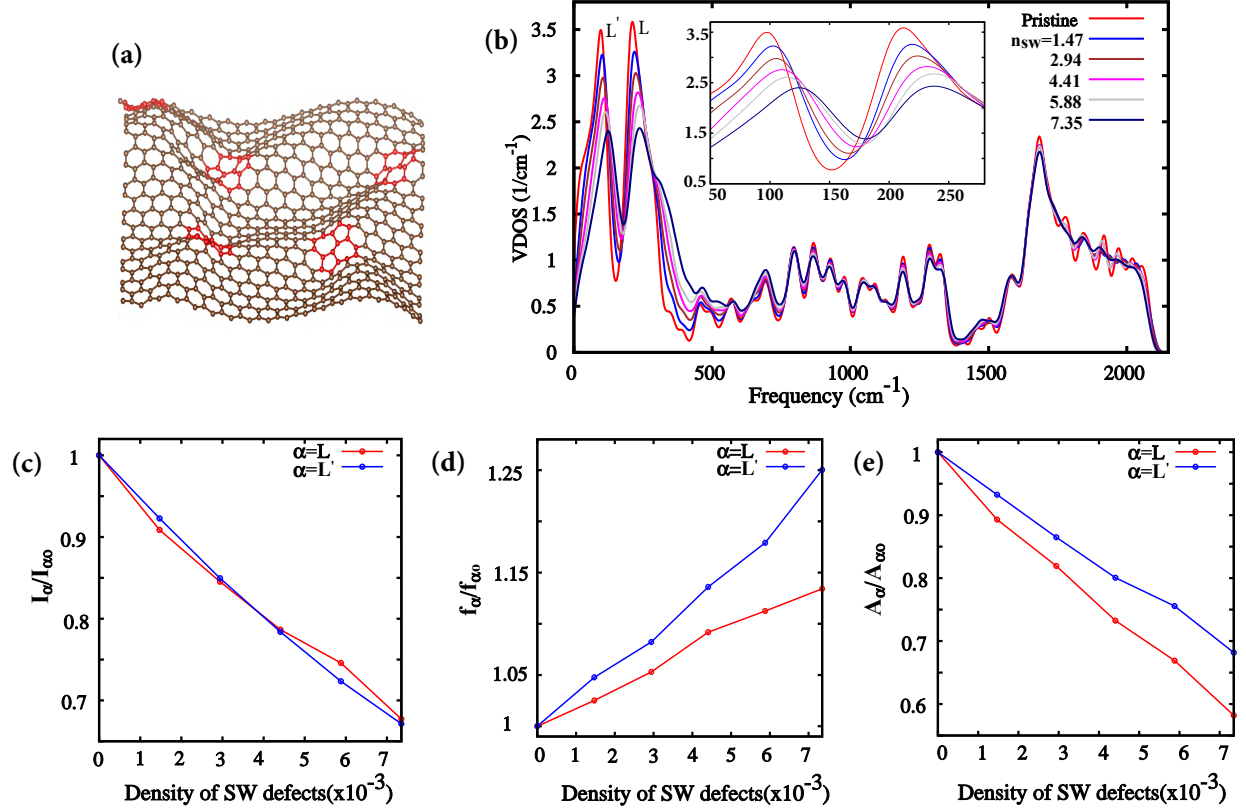 (a)
(b)
L'
L
Pristine
n_SW=1.47
2.94
4.41
5.88
7.35
3.5
3
2.5
2
1.5
1
0.5
0
VDOS (1/cm⁻¹)
3.5
2.5
1.5
0.5
50
100
150
200
250
0
500
1000
1500
2000
Frequency (cm⁻¹)
(c)
α=L
α=L'
1
0.9
0.8
0.7
I_α/I_αo
0 1 2 3 4 5 6 7
Density of SW defects(x10⁻³)
(d)
α=L
α=L'
1.25
1.15
1.05
1
f_α/f_αo
0 1 2 3 4 5 6 7
Density of SW defects(x10⁻³)
(e)
α=L
α=L'
1
0.9
0.8
0.7
0.6
A_α/A_αo
0 1 2 3 4 5 6 7
Density of SW defects(x10⁻³)